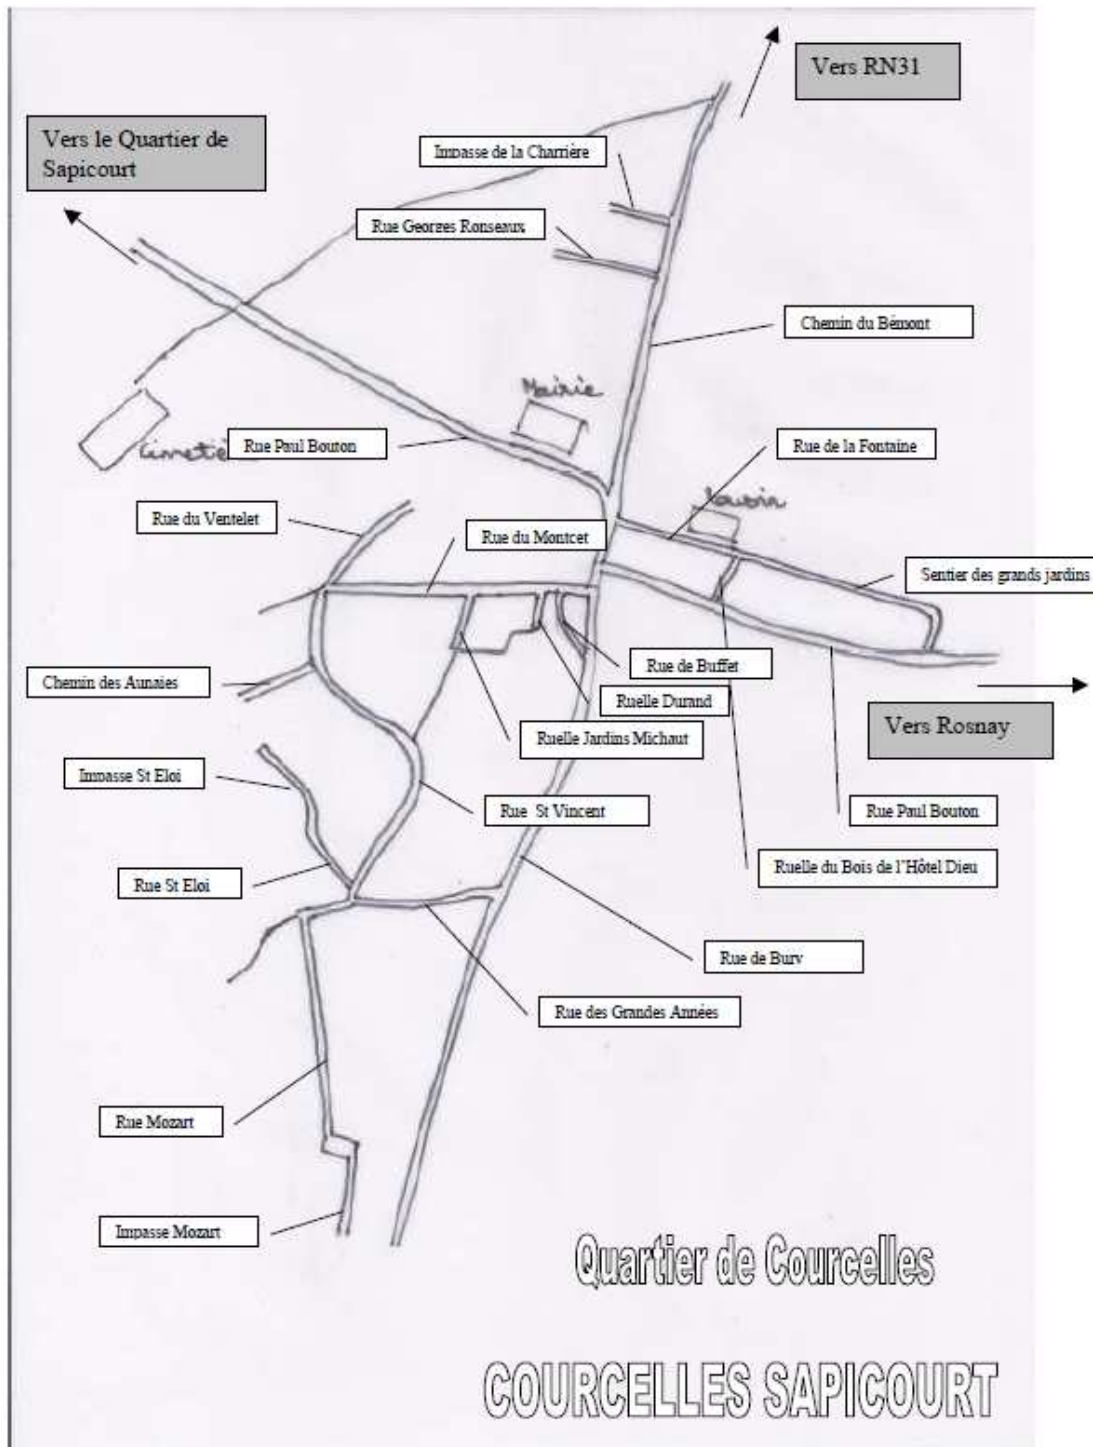 Vers RN31
Vers le Quartier de
Sapicourt
Impasse de la Charrière
Rue Georges Ronseaux
Chemin du Bémont
Mairie
Cimetière
Rue Paul Bouton
Rue de la Fontaine
Lavoir
Rue du Ventelet
Rue du Montcet
Sentier des grands jardins
Rue de Buffet
Chemin des Aunaies
Ruelle Durand
Vers Rosnay
Ruelle Jardins Michaut
Impasse St Eloi
Rue St Vincent
Rue Paul Bouton
Ruelle du Bois de l'Hôtel Dieu
Rue St Eloi
Rue de Bury
Rue des Grandes Années
Rue Mozart
Impasse Mozart
Quartier de Courcelles
COURCELLES SAPICOURT